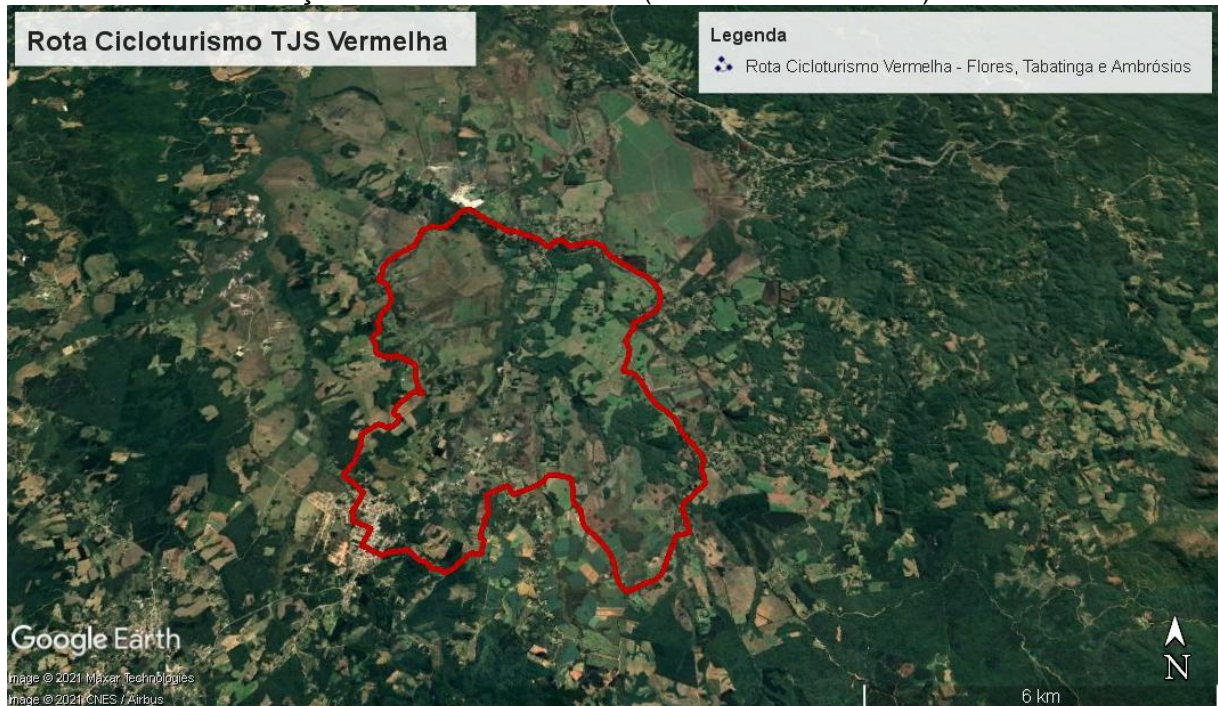 Rota Cicloturismo TJS Vermelha
Legenda
Rota Cicloturismo Vermelha - Flores, Tabatinga e Ambrósios
Google Earth
Image © 2021 Maxar Technologies
Image © 2021 CNES / Airbus
N
6 km